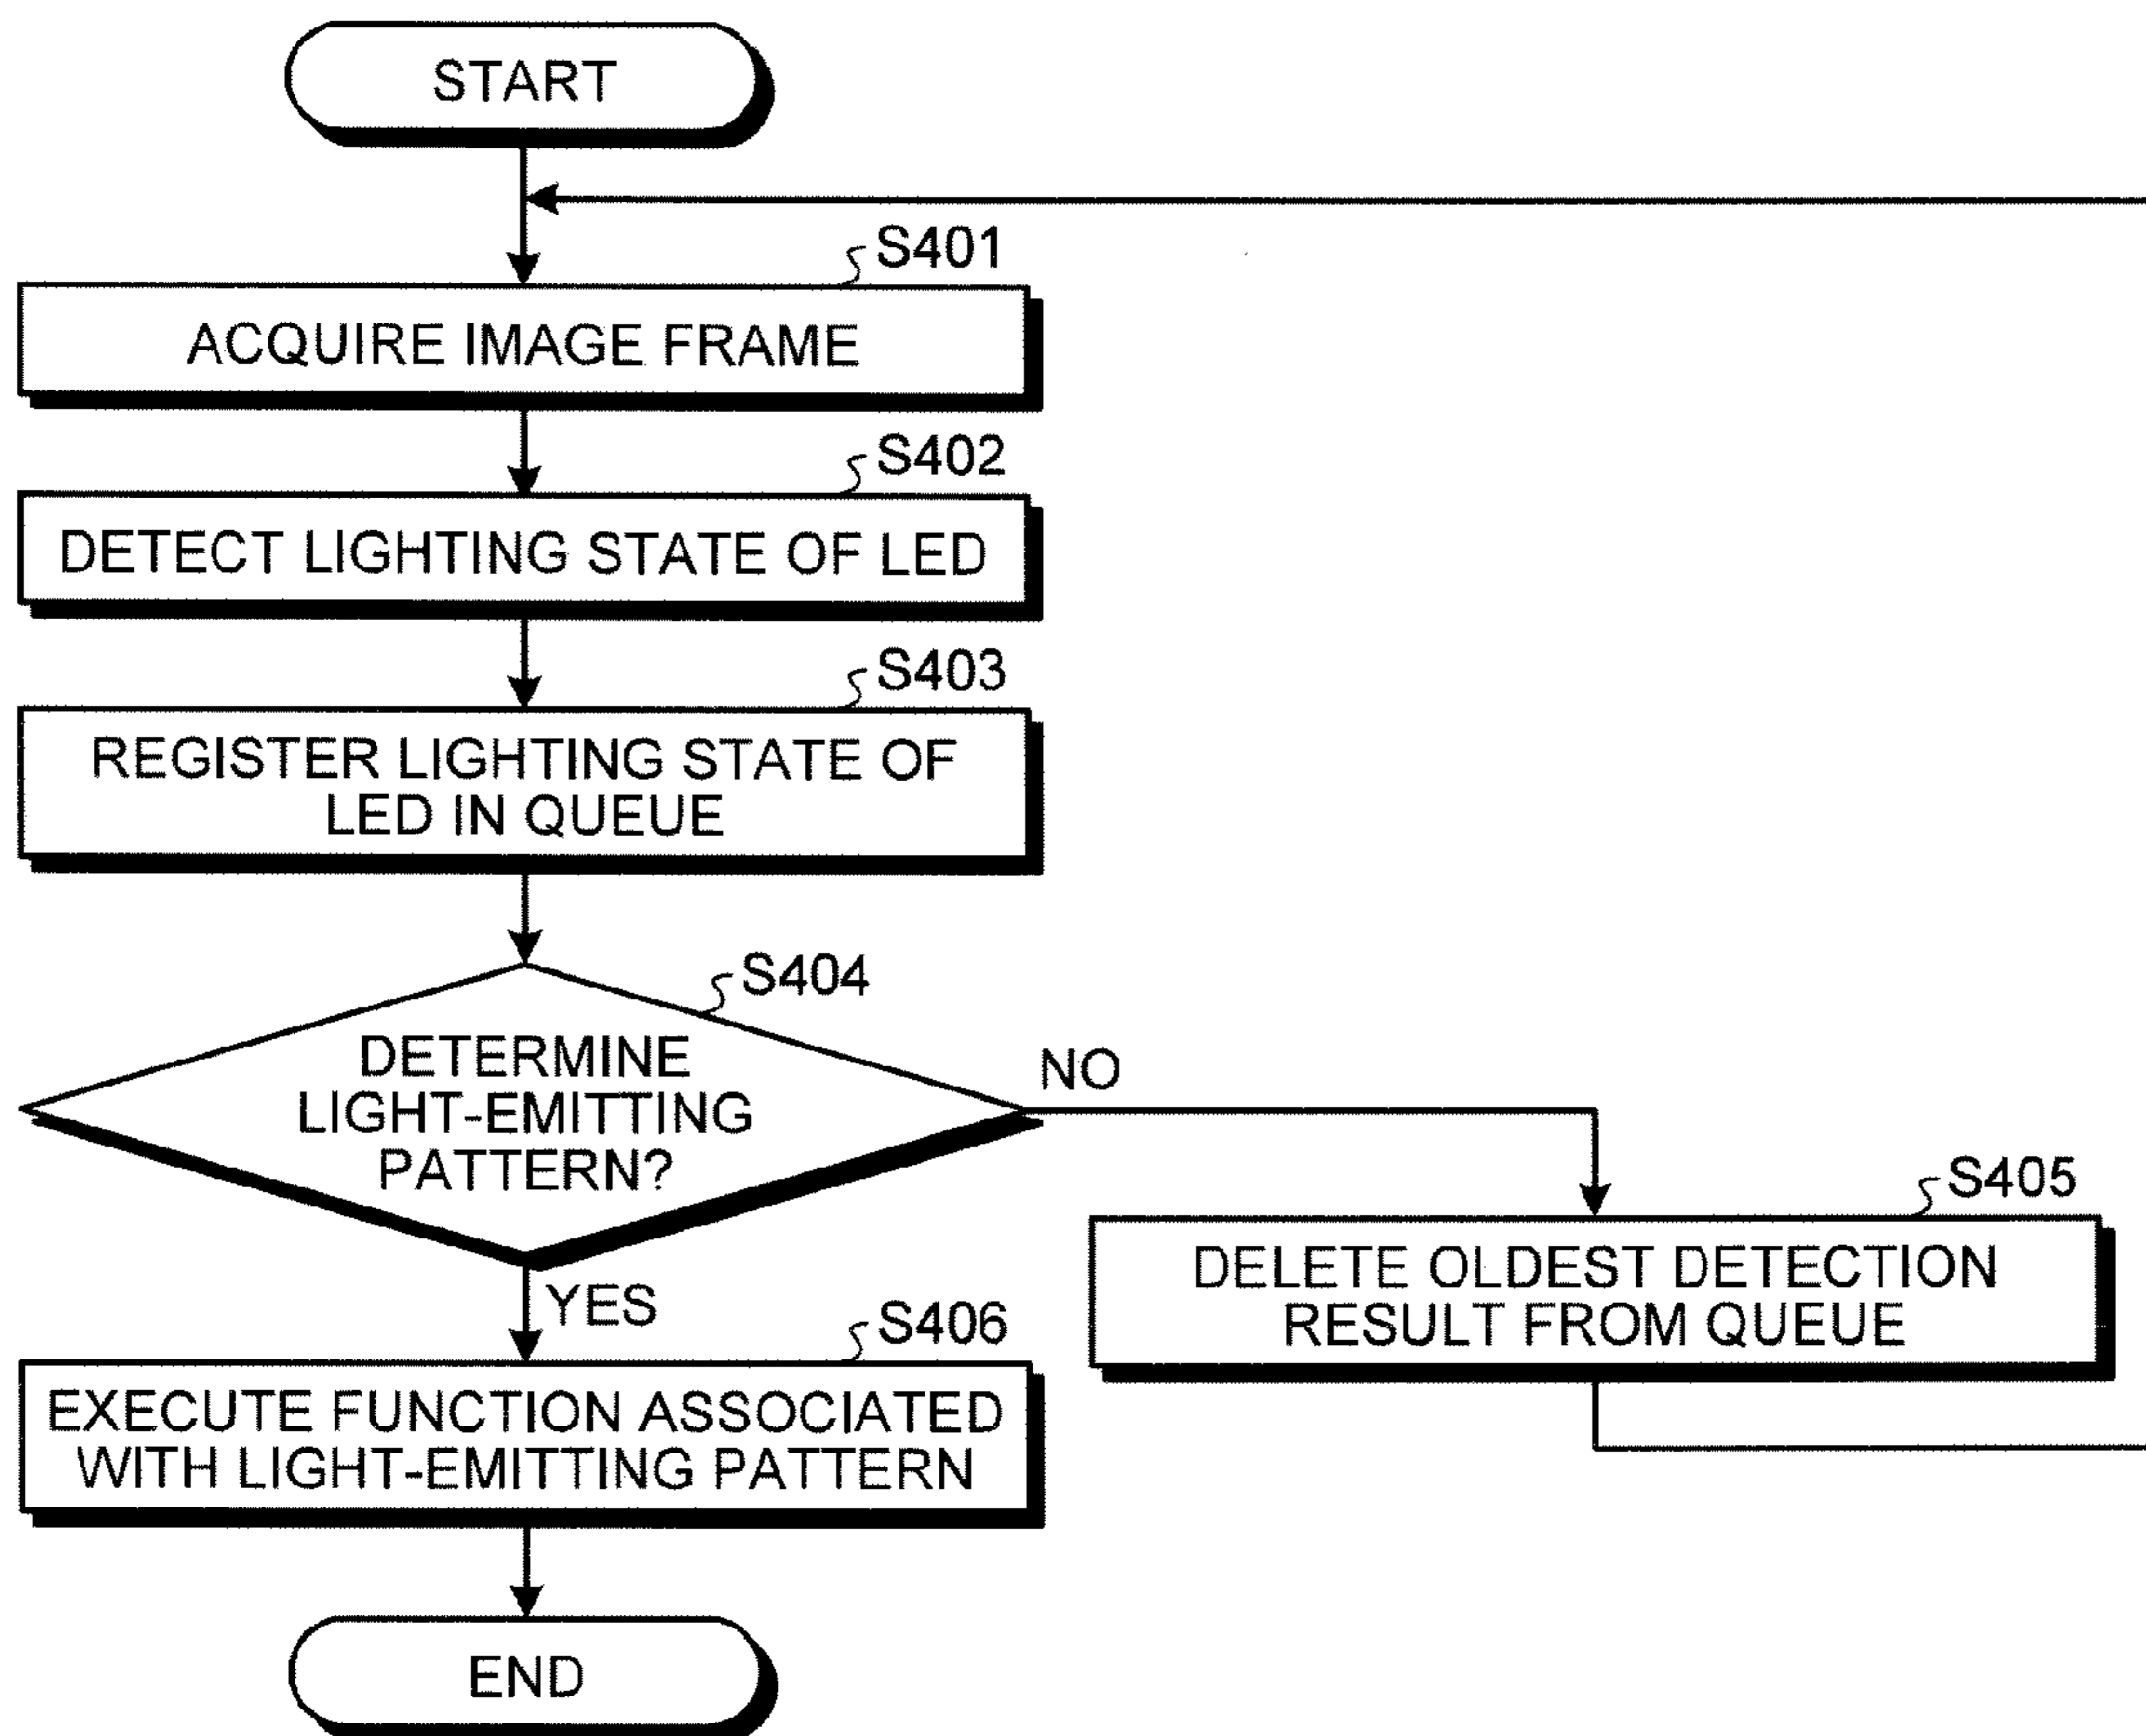 START
S401
ACQUIRE IMAGE FRAME
S402
DETECT LIGHTING STATE OF LED
S403
REGISTER LIGHTING STATE OF
LED IN QUEUE
S404
DETERMINE
LIGHT-EMITTING
PATTERN?
NO
S405
DELETE OLDEST DETECTION
RESULT FROM QUEUE
YES
S406
EXECUTE FUNCTION ASSOCIATED
WITH LIGHT-EMITTING PATTERN
END